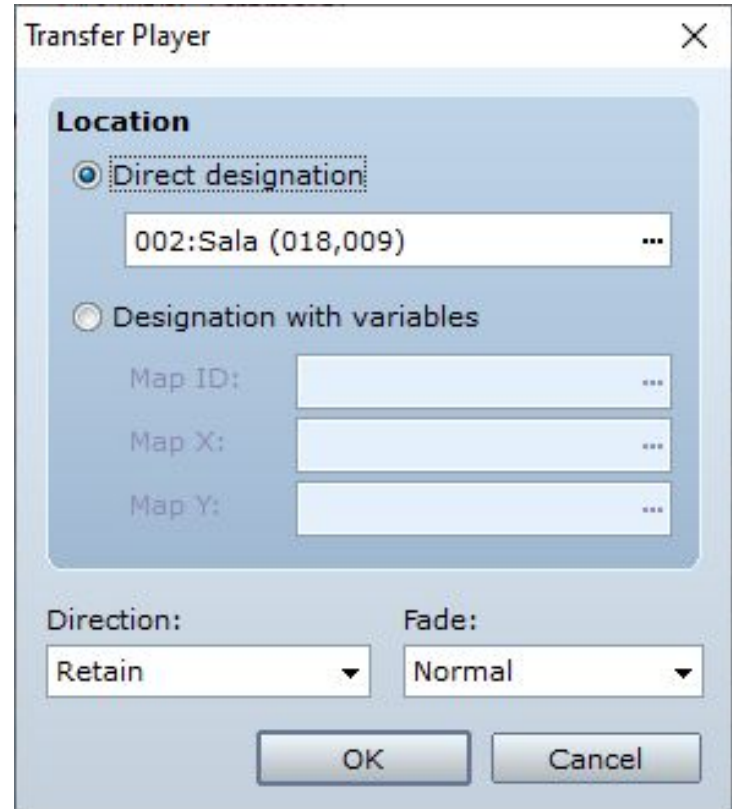 Transfer Player
Location
Direct designation
002:Sala (018,009) ...
Designation with variables
Map ID: ...
Map X: ...
Map Y: ...
Direction: Fade:
Retain Normal
OK Cancel